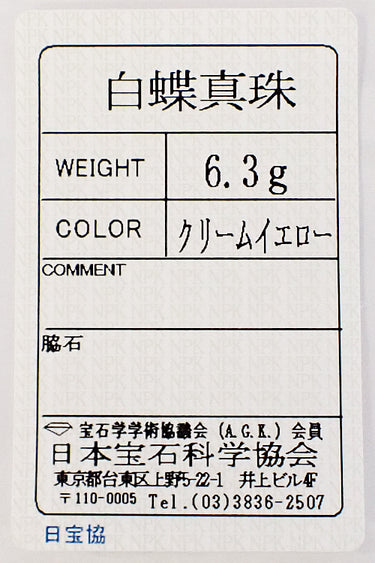 白蝶真珠
WEIGHT 6.3g
COLOR クリームイエロー
COMMENT
脇石
宝石学学術協議会 (A.G.K.) 会員
日本宝石科学協会
東京都台東区上野5-22-1 井上ビル4F
〒110-0005 Tel.(03)3836-2507
日宝協